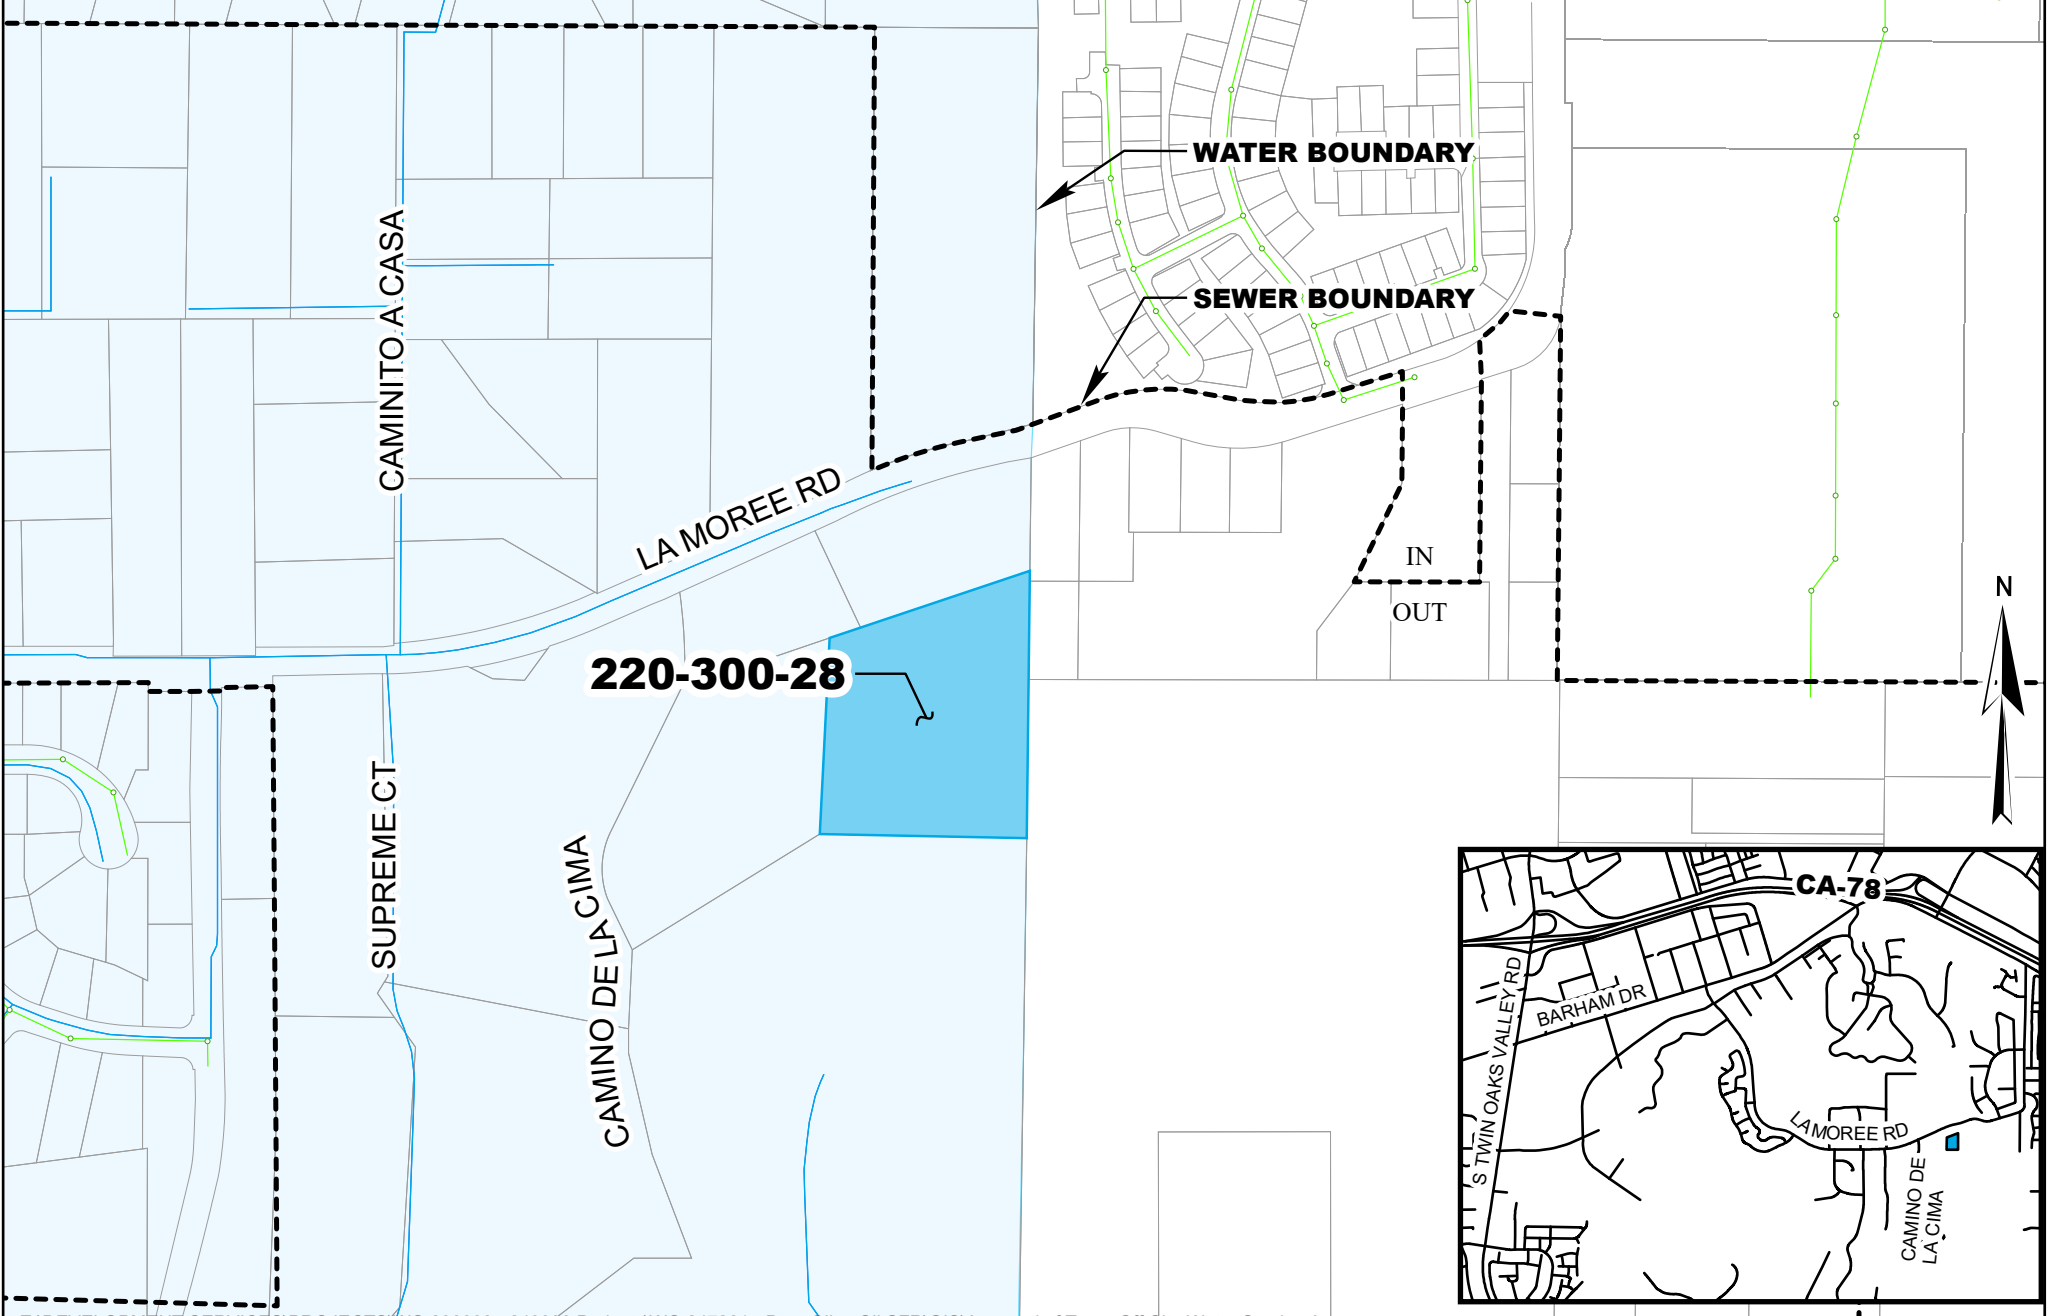 WATER BOUNDARY
CAMINITO A CASA
SEWER BOUNDARY
LA MOREE RD
IN
OUT
N
220-300-28
SUPREME CT
CAMINO DE LA CIMA
CA-78
S TWIN OAKS VALLEY RD
BARHAM DR
LA MOREE RD
CAMINO DE
LA CIMA